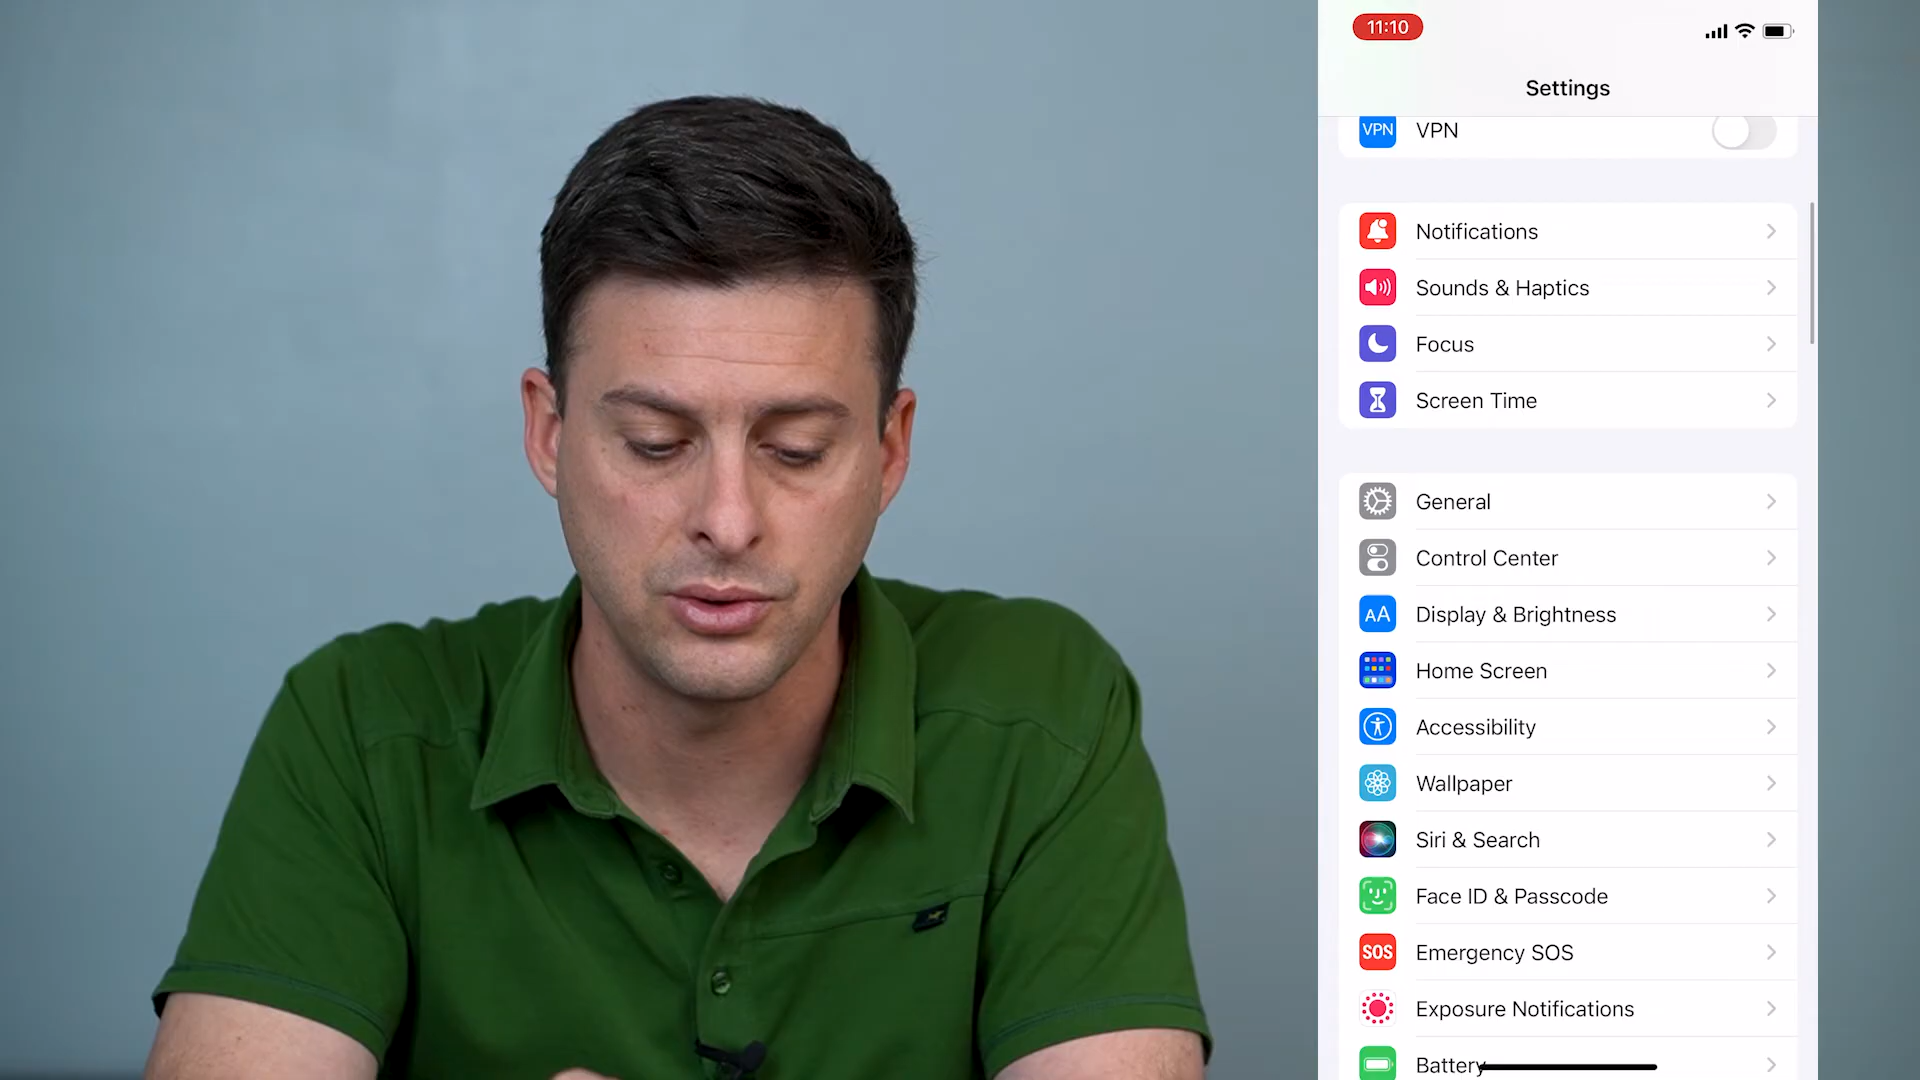 11:10
Settings
VPN VPN
Notifications
Sounds & Haptics
Focus
Screen Time
General
Control Center
AA Display & Brightness
Home Screen
Accessibility
Wallpaper
Siri & Search
Face ID & Passcode
SOS Emergency SOS
Exposure Notifications
Battery